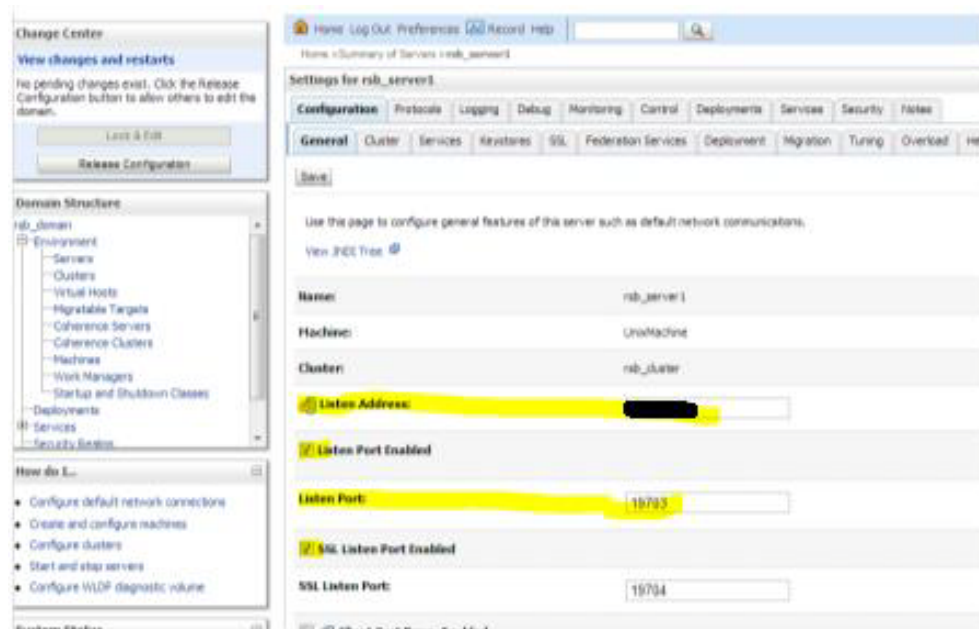 Change Center
View changes and restarts
No pending changes exist. Click the Release
Configuration button to allow others to edit the
domain.
Lock & Edit
Release Configuration
Domain Structure
Environment
Servers
Clusters
Virtual Hosts
Migratable Targets
Coherence Servers
Coherence Clusters
Machines
Work Managers
Startup and Shutdown Classes
Deployments
Services
Security Realms
How do I...
Configure default network connections
Create and configure machines
Configure clusters
Start and stop servers
Configure WLDF diagnostic volume
System Status
Home Log Out Preferences Record Help
Home >Summary of Servers >
Settings for
Configuration Protocols Logging Debug Monitoring Control Deployments Services Security Notes
General Cluster Services Keystores SSL Federation Services Deployment Migration Tuning Overload He
Save
Use this page to configure general features of this server such as default network communications.
View JNDI Tree
Name:
Machine: UnixMachine
Cluster:
Listen Address:
Listen Port Enabled
Listen Port: 19703
SSL Listen Port Enabled
SSL Listen Port: 19704